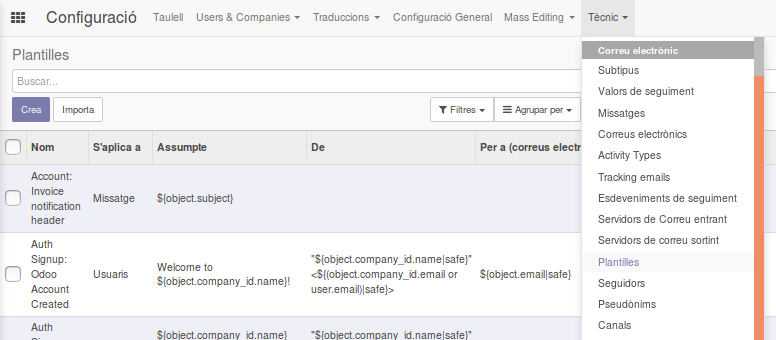 Configuració
Taulell
Users & Companies
Traduccions
Configuració General
Mass Editing
Tècnic
Plantilles
Buscar...
Crea
Importa
Filtres
Agrupar per
Correu electrònic
Subtipus
Valors de seguiment
Missatges
Correus electrònics
Activity Types
Tracking emails
Esdeveniments de seguiment
Servidors de Correu entrant
Servidors de correu sortint
Plantilles
Seguidors
Pseudònims
Canals
Nom
S'aplica a
Assumpte
De
Per a (correus electr
Account:
Invoice
notification
header
Missatge
${object.subject}
Auth
Signup:
Odoo
Account
Created
Usuaris
Welcome to
${object.company_id.name}!
"${object.company_id.name|safe}"
<${(object.company_id.email or
user.email)|safe}>
${object.email|safe}
Auth
${object.company_id.name}
"${object.company_id.name|safe}"